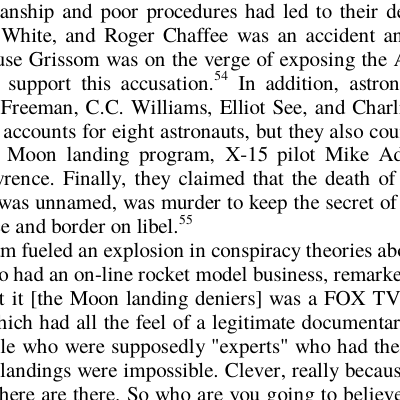 anship and poor procedures had led to their de
White, and Roger Chaffee was an accident an
use Grissom was on the verge of exposing the A
support this accusation.54 In addition, astron
Freeman, C.C. Williams, Elliot See, and Charl
accounts for eight astronauts, but they also cou
Moon landing program, X-15 pilot Mike Ad
wrence. Finally, they claimed that the death of
was unnamed, was murder to keep the secret of
e and border on libel.55
m fueled an explosion in conspiracy theories abo
o had an on-line rocket model business, remarke
t it [the Moon landing deniers] was a FOX TV
hich had all the feel of a legitimate documentar
le who were supposedly "experts" who had the
landings were impossible. Clever, really becaus
here are there. So who are you going to believe